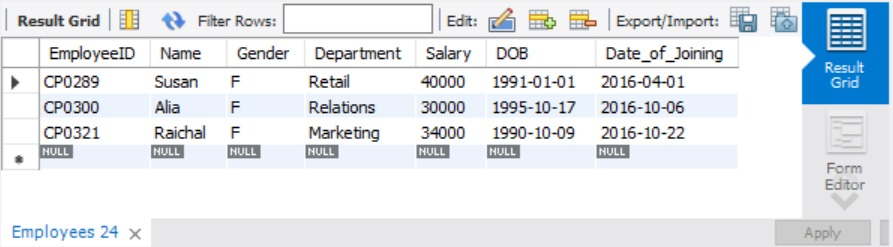 Result Grid Filter Rows: Edit: Export/Import:
EmployeeID Name Gender Department Salary DOB Date_of_Joining
CP0289 Susan F Retail 40000 1991-01-01 2016-04-01
CP0300 Alia F Relations 30000 1995-10-17 2016-10-06
CP0321 Raichal F Marketing 34000 1990-10-09 2016-10-22
NULL NULL NULL NULL NULL NULL NULL
Result
Grid
Form
Editor
Employees 24
Apply